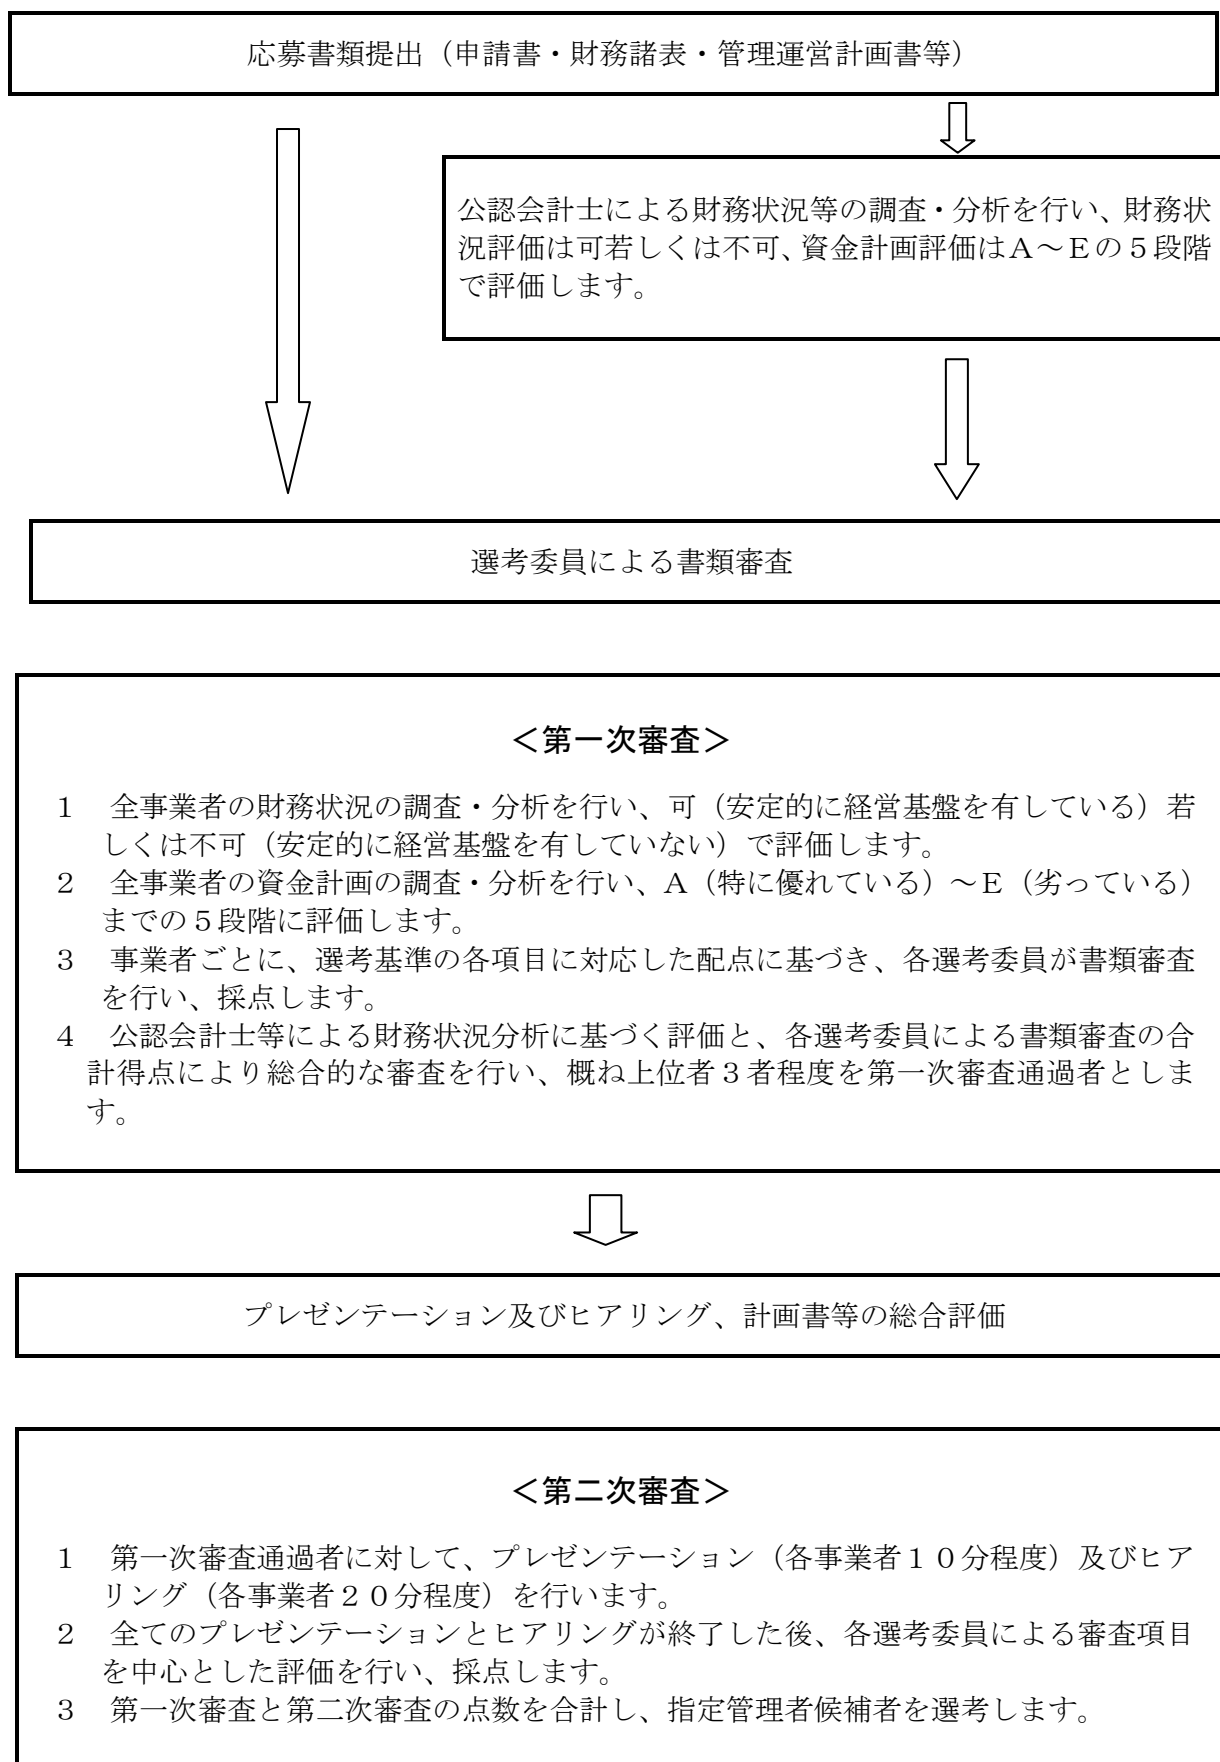 応募書類提出（申請書・財務諸表・管理運営計画書等）
公認会計士による財務状況等の調査・分析を行い、財務状
況評価は可若しくは不可、資金計画評価はＡ～Ｅの５段階
で評価します。
選考委員による書類審査
＜第一次審査＞
１　全事業者の財務状況の調査・分析を行い、可（安定的に経営基盤を有している）若
しくは不可（安定的に経営基盤を有していない）で評価します。
２　全事業者の資金計画の調査・分析を行い、Ａ（特に優れている）～Ｅ（劣っている）
までの５段階に評価します。
３　事業者ごとに、選考基準の各項目に対応した配点に基づき、各選考委員が書類審査
を行い、採点します。
４　公認会計士等による財務状況分析に基づく評価と、各選考委員による書類審査の合
計得点により総合的な審査を行い、概ね上位者３者程度を第一次審査通過者としま
す。
プレゼンテーション及びヒアリング、計画書等の総合評価
＜第二次審査＞
１　第一次審査通過者に対して、プレゼンテーション（各事業者１０分程度）及びヒア
リング（各事業者２０分程度）を行います。
２　全てのプレゼンテーションとヒアリングが終了した後、各選考委員による審査項目
を中心とした評価を行い、採点します。
３　第一次審査と第二次審査の点数を合計し、指定管理者候補者を選考します。